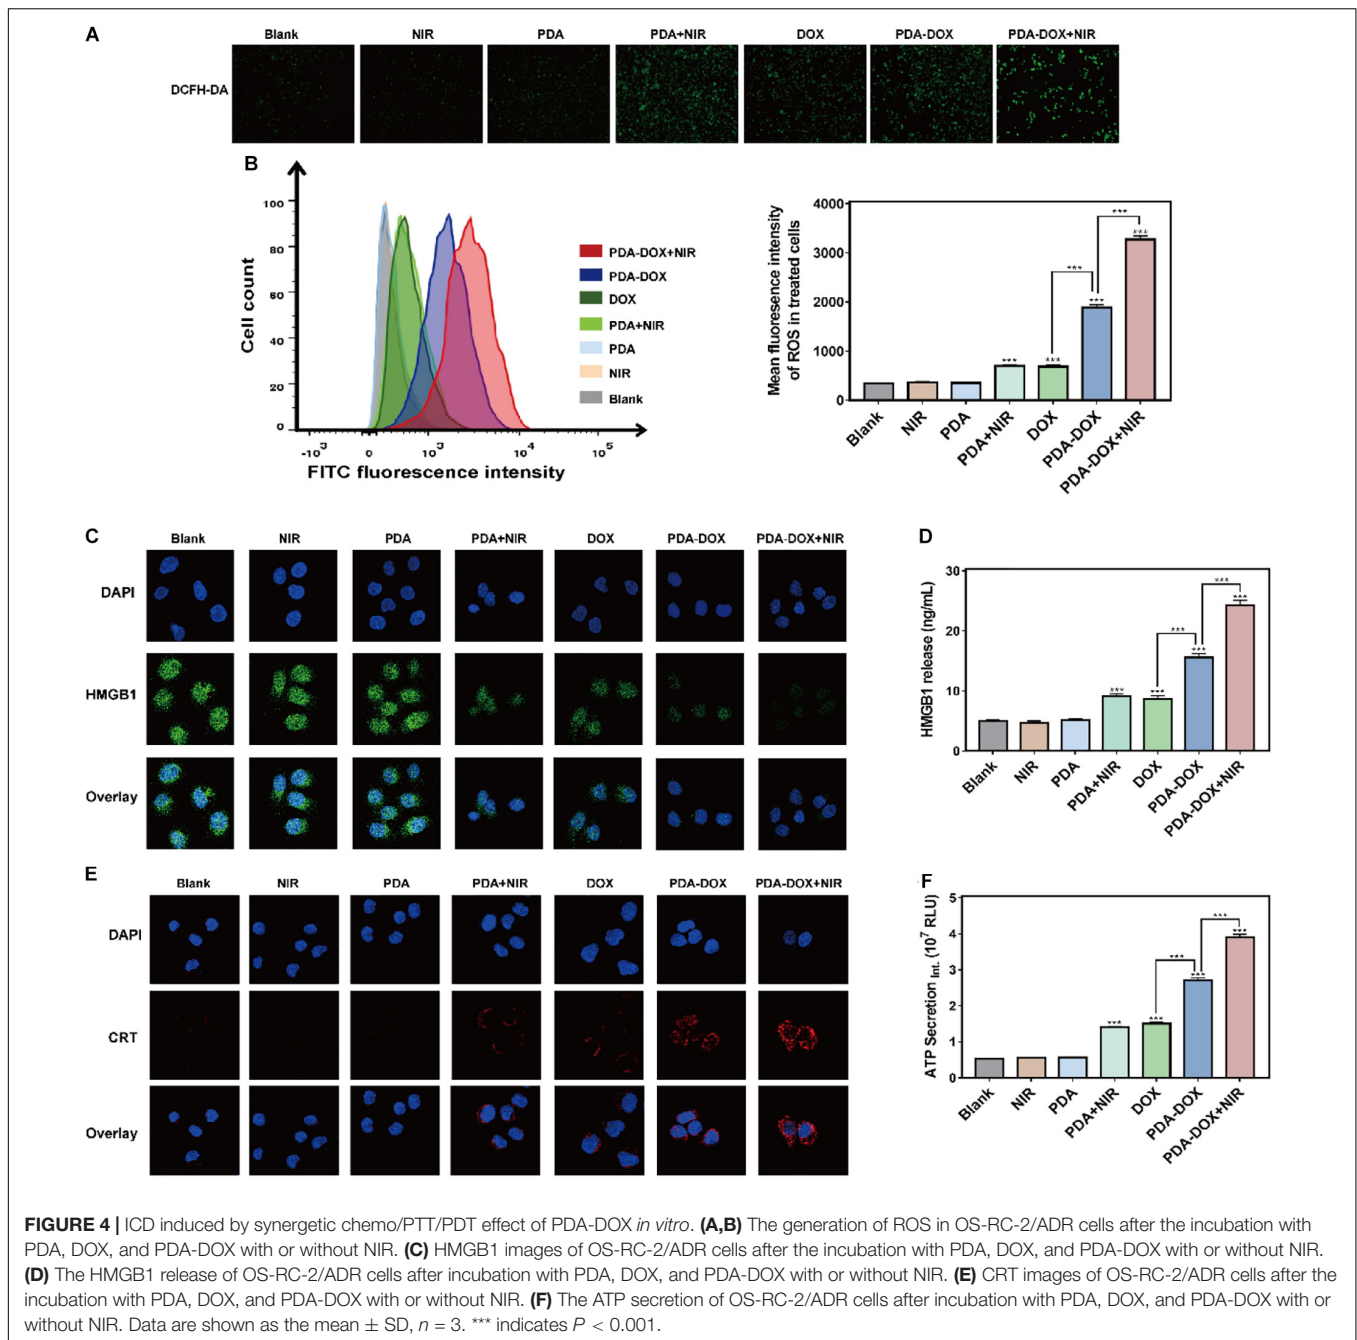 A
Blank NIR PDA PDA+NIR DOX PDA-DOX PDA-DOX+NIR
DCFH-DA
B
100
80
60
40
20
0
Cell count
-10³ 0 10³ 10⁴ 10⁵
FITC fluorescence intensity
PDA-DOX+NIR
PDA-DOX
DOX
PDA+NIR
PDA
NIR
Blank
Mean fluorescence intensity
of ROS in treated cells
4000
3000
2000
1000
0
*** *** *** *** *** ***
Blank NIR PDA PDA+NIR DOX PDA-DOX PDA-DOX+NIR
C
Blank NIR PDA PDA+NIR DOX PDA-DOX PDA-DOX+NIR
DAPI
HMGB1
Overlay
D
HMGB1 release (ng/mL)
30
20
10
0
*** *** *** *** *** ***
Blank NIR PDA PDA+NIR DOX PDA-DOX PDA-DOX+NIR
E
Blank NIR PDA PDA+NIR DOX PDA-DOX PDA-DOX+NIR
DAPI
CRT
Overlay
F
ATP Secretion Int. (10⁷ RLU)
5
4
3
2
1
0
*** *** *** *** *** ***
Blank NIR PDA PDA+NIR DOX PDA-DOX PDA-DOX+NIR
FIGURE 4 | ICD induced by synergetic chemo/PTT/PDT effect of PDA-DOX in vitro. (A,B) The generation of ROS in OS-RC-2/ADR cells after the incubation with
PDA, DOX, and PDA-DOX with or without NIR. (C) HMGB1 images of OS-RC-2/ADR cells after the incubation with PDA, DOX, and PDA-DOX with or without NIR.
(D) The HMGB1 release of OS-RC-2/ADR cells after incubation with PDA, DOX, and PDA-DOX with or without NIR. (E) CRT images of OS-RC-2/ADR cells after the
incubation with PDA, DOX, and PDA-DOX with or without NIR. (F) The ATP secretion of OS-RC-2/ADR cells after incubation with PDA, DOX, and PDA-DOX with or
without NIR. Data are shown as the mean ± SD, n = 3. *** indicates P < 0.001.